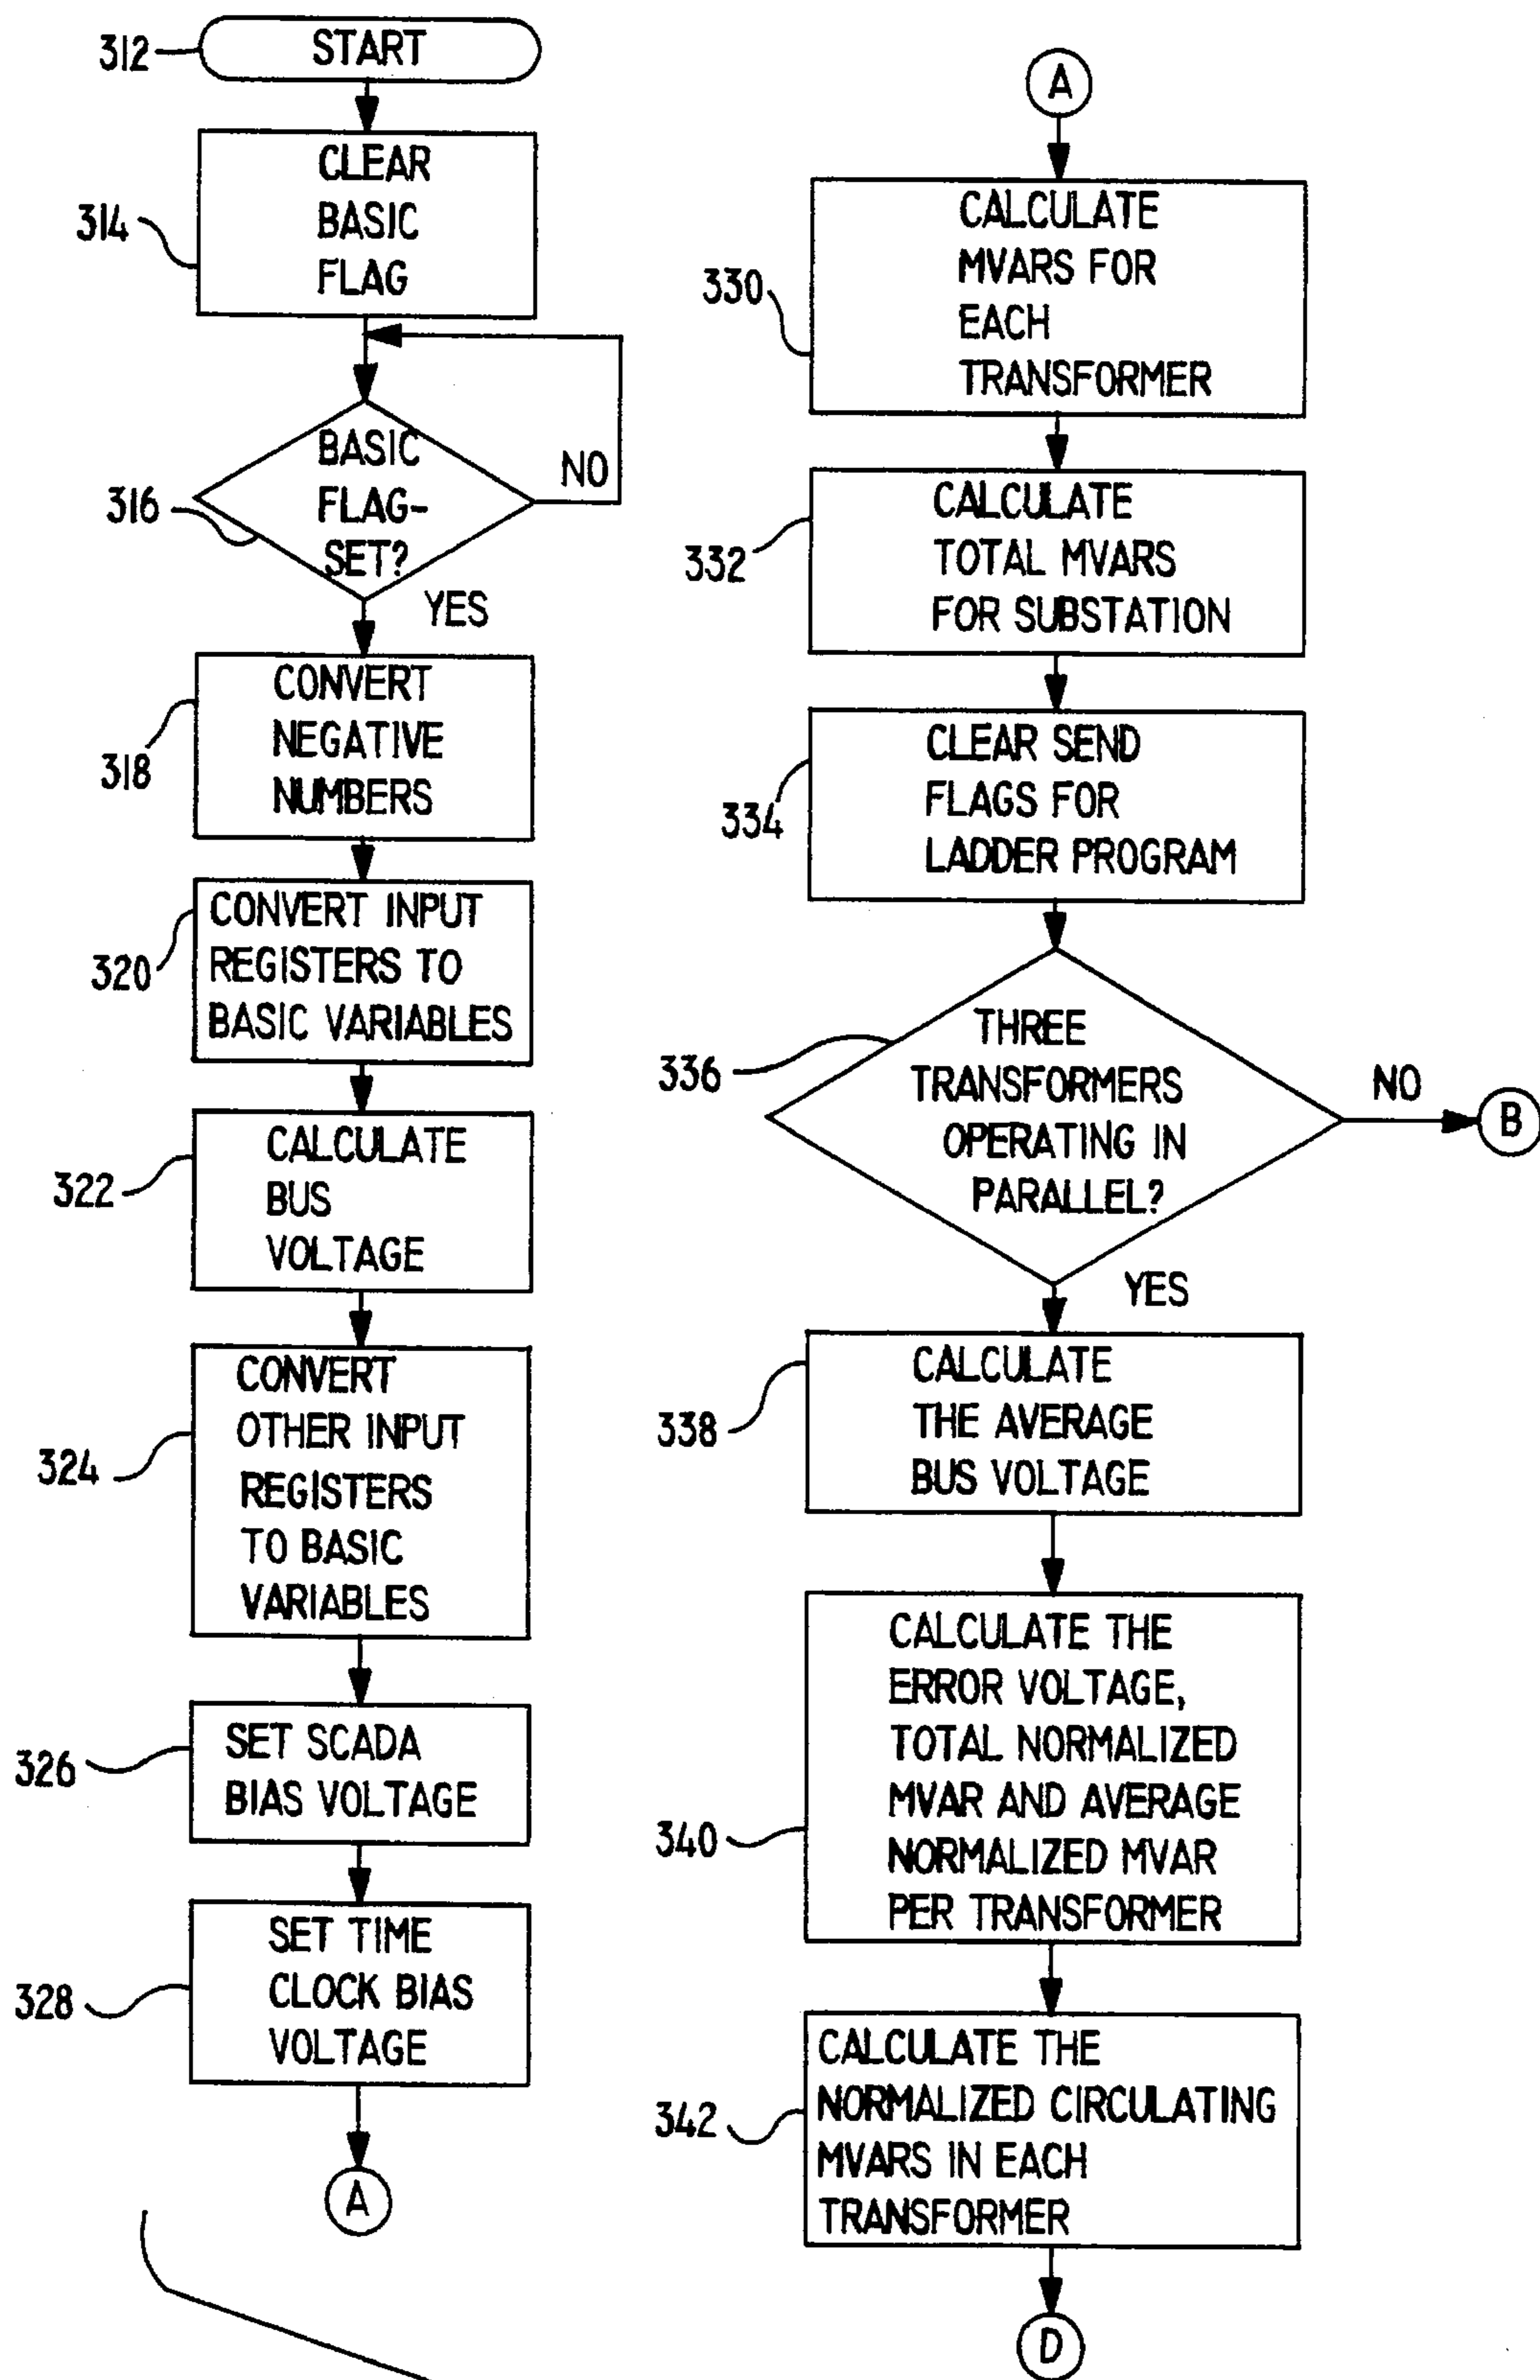 312
START
314
CLEAR
BASIC
FLAG
316
BASIC
FLAG-
SET?
NO
YES
318
CONVERT
NEGATIVE
NUMBERS
320
CONVERT INPUT
REGISTERS TO
BASIC VARIABLES
322
CALCULATE
BUS
VOLTAGE
324
CONVERT
OTHER INPUT
REGISTERS
TO BASIC
VARIABLES
326
SET SCADA
BIAS VOLTAGE
328
SET TIME
CLOCK BIAS
VOLTAGE
A
A
330
CALCULATE
MVARS FOR
EACH
TRANSFORMER
332
CALCULATE
TOTAL MVARS
FOR SUBSTATION
334
CLEAR SEND
FLAGS FOR
LADDER PROGRAM
336
THREE
TRANSFORMERS
OPERATING IN
PARALLEL?
NO
B
YES
338
CALCULATE
THE AVERAGE
BUS VOLTAGE
340
CALCULATE THE
ERROR VOLTAGE,
TOTAL NORMALIZED
MVAR AND AVERAGE
NORMALIZED MVAR
PER TRANSFORMER
342
CALCULATE THE
NORMALIZED CIRCULATING
MVARS IN EACH
TRANSFORMER
D